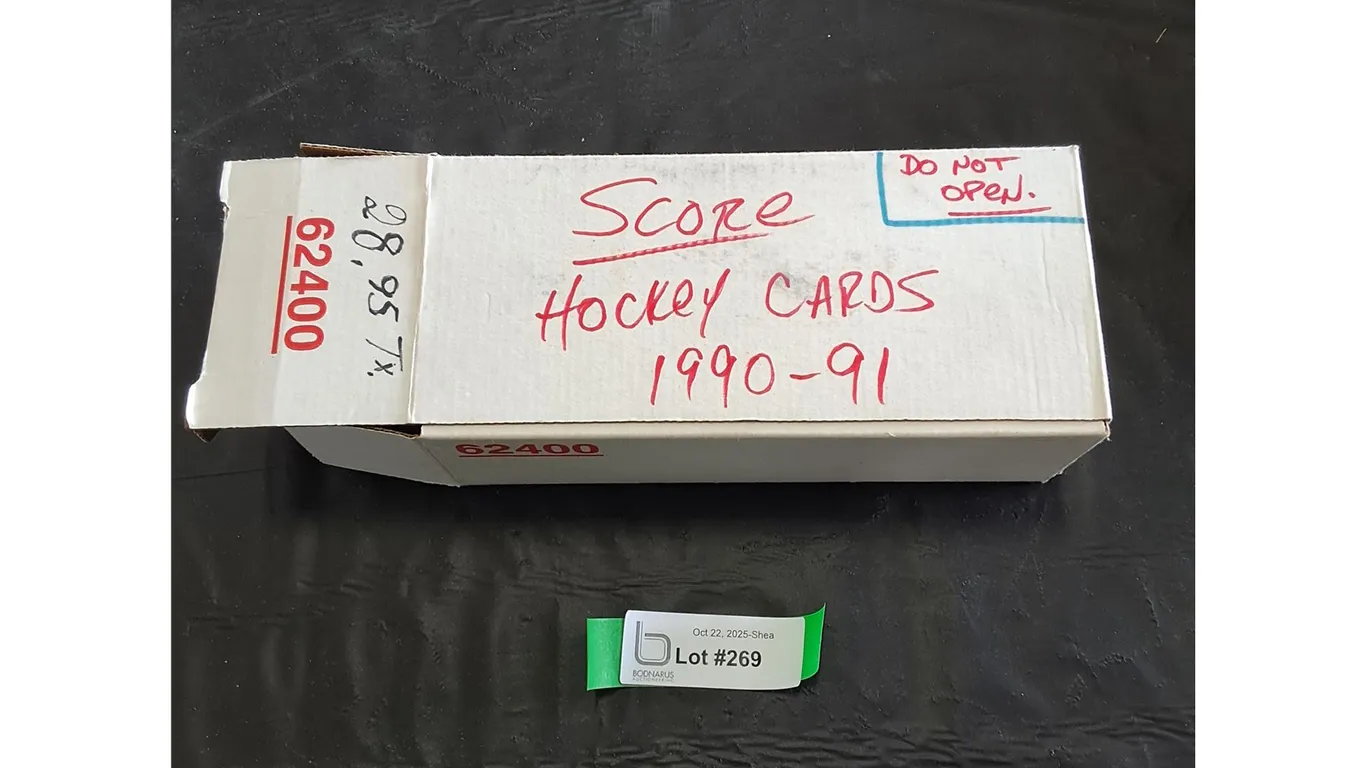 DO NOT
OPEN.
SCORE
HOCKEY CARDS
1990-91
28,95 Tx.
62400
62400
Oct 22, 2025-Shea
Lot #269
BODNARUS
AUCTIONEERING